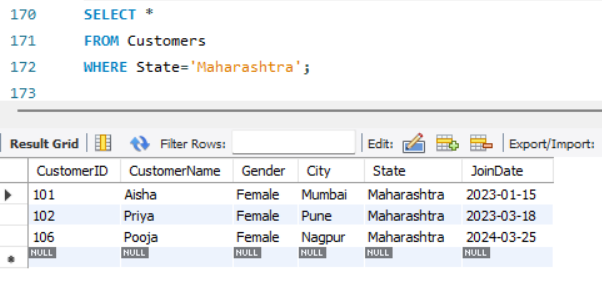 170 SELECT *
171 FROM Customers
172 WHERE State='Maharashtra';
173
Result Grid Filter Rows: Edit: Export/Import:
CustomerID CustomerName Gender City State JoinDate
101 Aisha Female Mumbai Maharashtra 2023-01-15
102 Priya Female Pune Maharashtra 2023-03-18
106 Pooja Female Nagpur Maharashtra 2024-03-25
NULL NULL NULL NULL NULL NULL